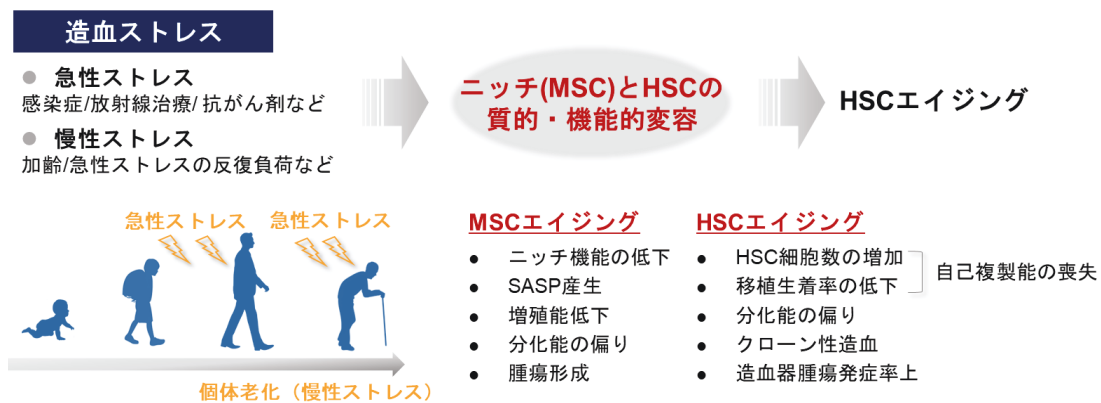 造血ストレス
● 急性ストレス
感染症/放射線治療/ 抗がん剤など
● 慢性ストレス
加齢/急性ストレスの反復負荷など
ニッチ(MSC)とHSCの
質的・機能的変容
HSCエイジング
急性ストレス
急性ストレス
個体老化（慢性ストレス）
MSCエイジング
● ニッチ機能の低下
● SASP産生
● 増殖能低下
● 分化能の偏り
● 腫瘍形成
HSCエイジング
● HSC細胞数の増加
● 移植生着率の低下
自己複製能の喪失
● 分化能の偏り
● クローン性造血
● 造血器腫瘍発症率上